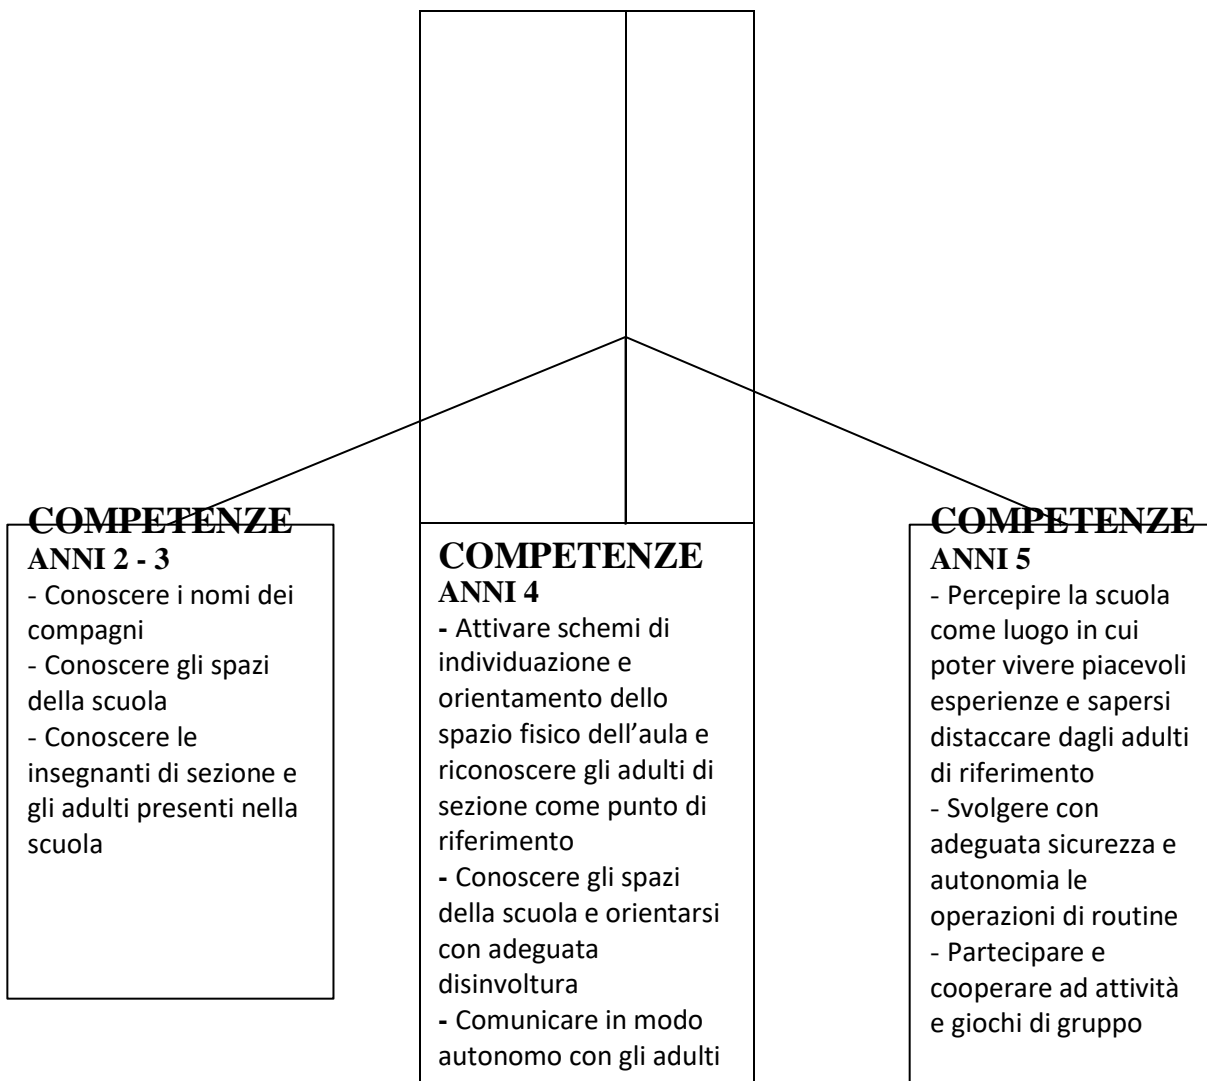 COMPETENZE
ANNI 2 - 3
- Conoscere i nomi dei
compagni
- Conoscere gli spazi
della scuola
- Conoscere le
insegnanti di sezione e
gli adulti presenti nella
scuola
COMPETENZE
ANNI 4
- Attivare schemi di
individuazione e
orientamento dello
spazio fisico dell’aula e
riconoscere gli adulti di
sezione come punto di
riferimento
- Conoscere gli spazi
della scuola e orientarsi
con adeguata
disinvoltura
- Comunicare in modo
autonomo con gli adulti
COMPETENZE
ANNI 5
- Percepire la scuola
come luogo in cui
poter vivere piacevoli
esperienze e sapersi
distaccare dagli adulti
di riferimento
- Svolgere con
adeguata sicurezza e
autonomia le
operazioni di routine
- Partecipare e
cooperare ad attività
e giochi di gruppo